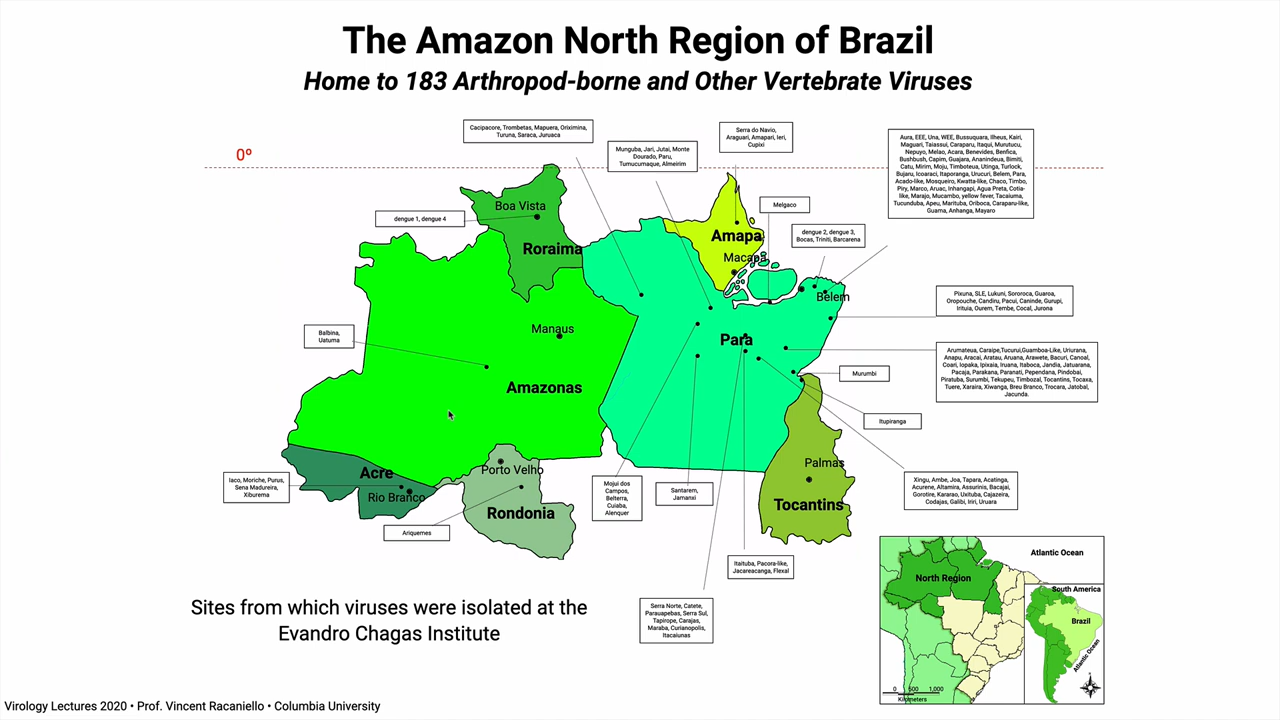 The Amazon North Region of Brazil
Home to 183 Arthropod-borne and Other Vertebrate Viruses
Cacipacore, Trombetas, Mapuera, Oriximina,
Turuna, Saraca, Juruaca
Munguba, Jari, Jutai, Monte
Dourado, Paru,
Tumucumaque, Almeirim
Serra do Navio,
Araguari, Amapari, Ieri,
Cupixi
Aura, EEE, Una, WEE, Bussuquara, Ilheus, Kairi,
Maguari, Taiassui, Caraparu, Itaqui, Murutucu,
Nepuyo, Melao, Acara, Benevides, Benfica,
Bushbush, Capim, Guajara, Ananindeua, Bimiti,
Catu, Mirim, Moju, Timboteua, Utinga, Turlock,
Bujaru, Icoaraci, Itaporanga, Urucuri, Belem, Para,
Acado-like, Mosqueiro, Kwatta-like, Chaco, Timbo,
Piry, Marco, Aruac, Inhangapi, Agua Preta, Cotia-
like, Marajo, Mucambo, yellow fever, Tacaiuma,
Tucunduba, Apeu, Marituba, Oriboca, Caraparu-like,
Guama, Anhanga, Mayaro
0º
Melgaco
dengue 1, dengue 4
dengue 2, dengue 3,
Bocas, Triniti, Barcarena
Boa Vista
Roraima
Amapa
Macapa
Belem
Pixuna, SLE, Lukuni, Sororoca, Guaroa,
Oropouche, Candiru, Pacui, Caninde, Gurupi,
Irituia, Ourem, Tembe, Cocal, Jurona
Balbina,
Uatuma
Manaus
Amazonas
Para
Arumateua, Caraipe,Tucurui,Guamboa-Like, Uriurana,
Anapu, Aracai, Aratau, Aruana, Arawete, Bacuri, Canoal,
Coari, Iopaka, Ipixaia, Iruana, Itaboca, Jandia, Jatuarana,
Pacaja, Parakana, Paranati, Pependana, Pindobai,
Piratuba, Surumbi, Tekupeu, Timbozal, Tocantins, Tocaxa,
Tuere, Xaraira, Xiwanga, Breu Branco, Trocara, Jatobal,
Jacunda.
Murumbi
Itupiranga
Acre
Rio Branco
Porto Velho
Rondonia
Palmas
Tocantins
Iaco, Moriche, Purus,
Sena Madureira,
Xiburema
Ariquemes
Mojui dos
Campos,
Belterra,
Cuiaba,
Alenquer
Santarem,
Jamanxi
Xingu, Ambe, Joa, Tapara, Acatinga,
Acurene, Altamira, Assurinis, Bacajai,
Gorotire, Kararao, Uxituba, Cajazeira,
Codajas, Galibi, Iriri, Uruara
Itaituba, Pacora-like,
Jacareacanga, Flexal
Serra Norte, Catete,
Parauapebas, Serra Sul,
Tapirope, Carajas,
Maraba, Curianopolis,
Itacaiunas
Sites from which viruses were isolated at the
Evandro Chagas Institute
Atlantic Ocean
North Region
South America
Brazil
Atlantic Ocean
0 500 1,000
Kilometers
Virology Lectures 2020 • Prof. Vincent Racaniello • Columbia University